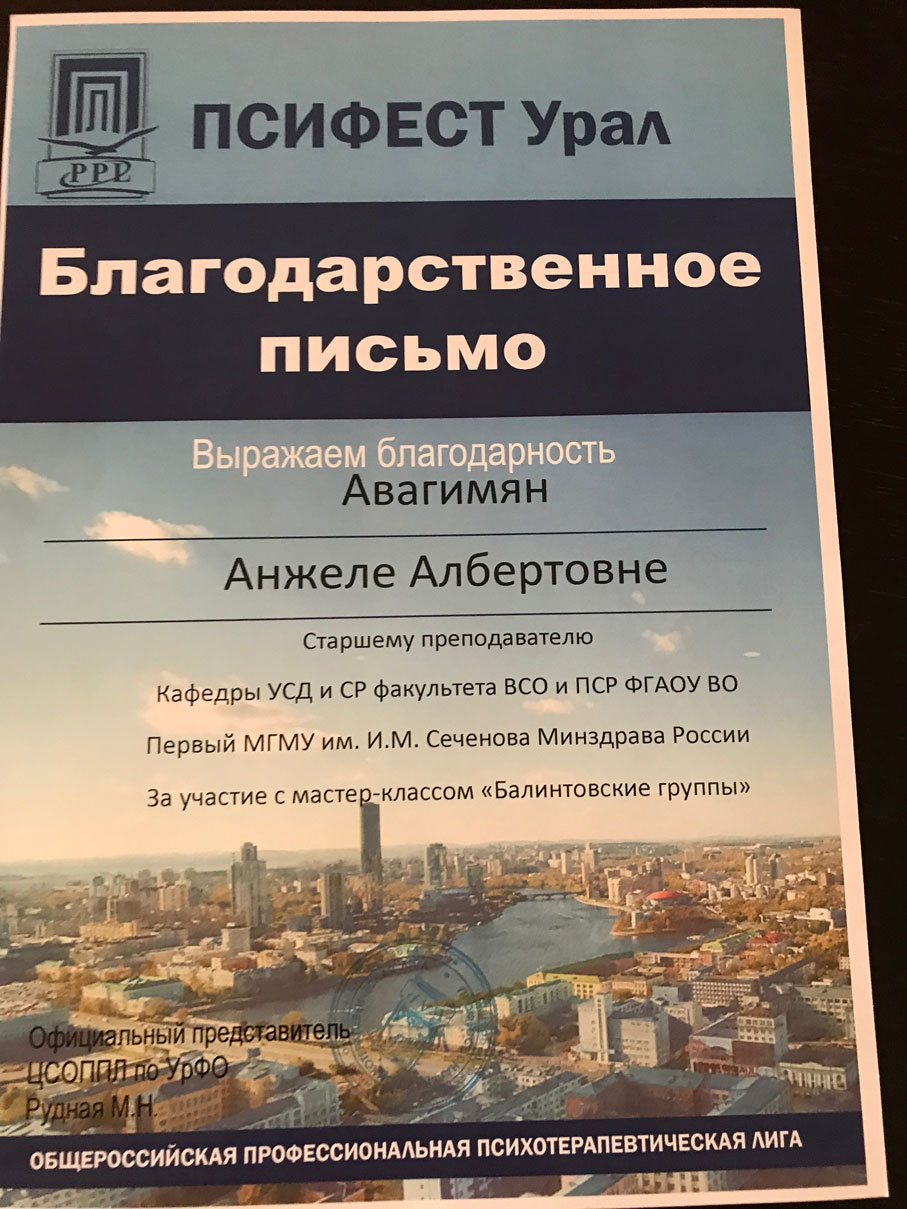 PPL
ПСИФЕСТ Урал
Благодарственное
письмо
Выражаем благодарность
Авагимян
Анжеле Албертовне
Старшему преподавателю
Кафедры УСД и СР факультета ВСО и ПСР ФГАОУ ВО
Первый МГМУ им. И.М. Сеченова Минздрава России
За участие с мастер-классом «Балинтовские группы»
Официальный представитель
ЦСОППЛ по УрФО
Рудная М.Н.
ОБЩЕРОССИЙСКАЯ ПРОФЕССИОНАЛЬНАЯ ПСИХОТЕРАПЕВТИЧЕСКАЯ ЛИГА